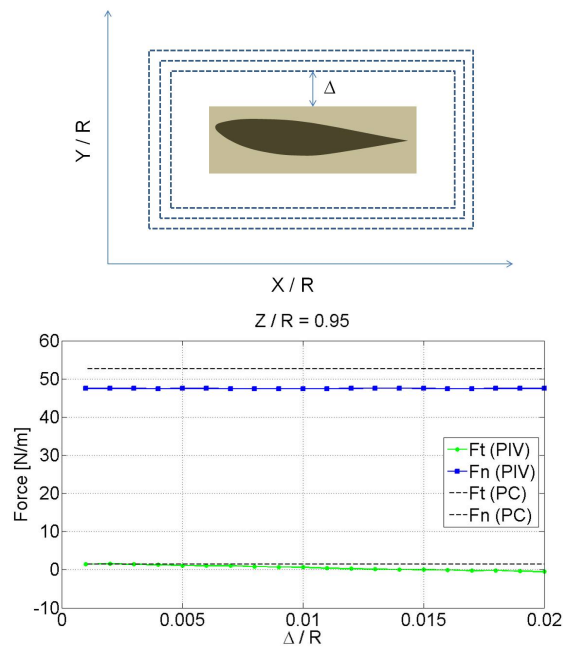 Y / R
Δ
X / R
Z / R = 0.95
Force [N/m]
60
50
40
30
20
10
0
-10
Ft (PIV)
Fn (PIV)
Ft (PC)
Fn (PC)
0
0.005
0.01
0.015
0.02
Δ / R